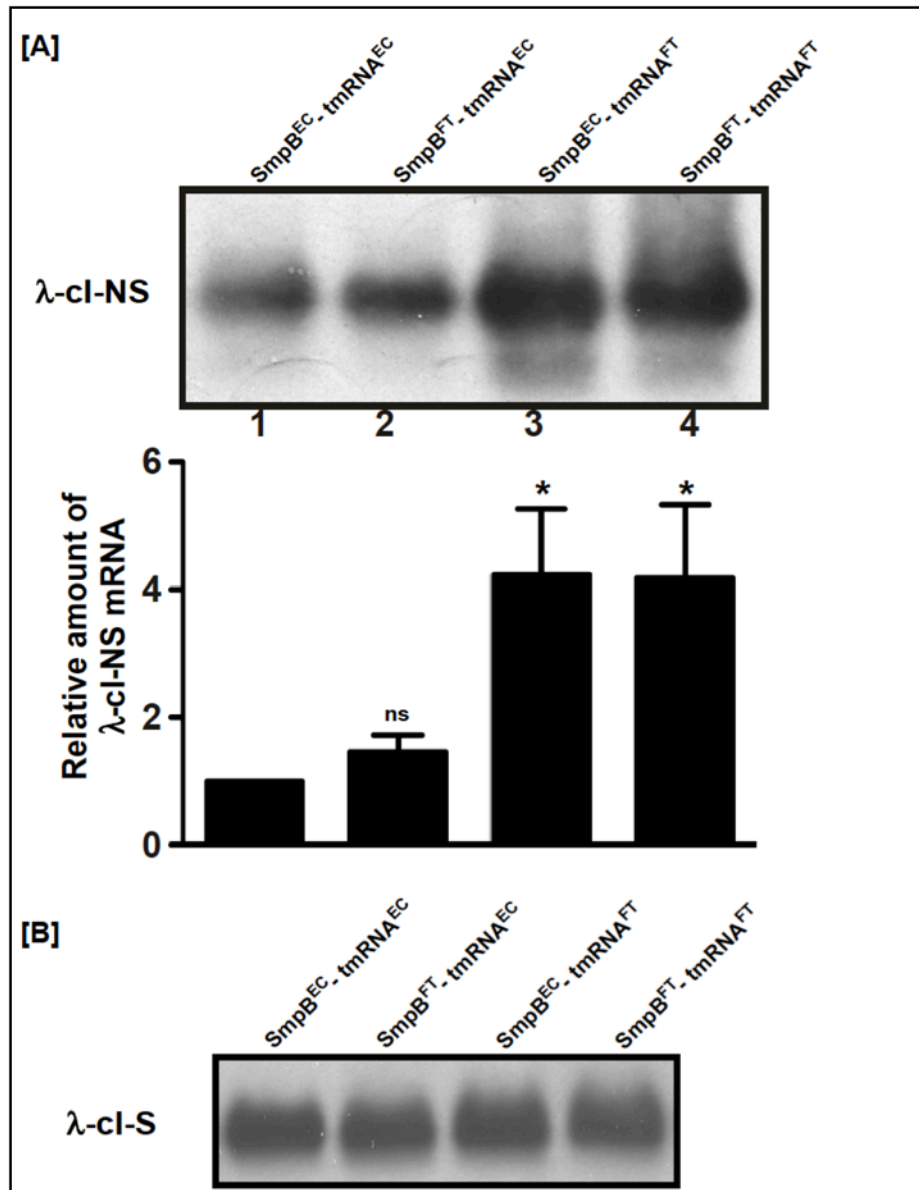 [A]
SmpB^EC- tmRNA^EC
SmpB^FT- tmRNA^EC
SmpB^EC- tmRNA^FT
SmpB^FT- tmRNA^FT
λ-cI-NS
1 2 3 4
Relative amount of
λ-cI-NS mRNA
6
4
2
0
ns
*
*
[B]
SmpB^EC- tmRNA^EC
SmpB^FT- tmRNA^EC
SmpB^EC- tmRNA^FT
SmpB^FT- tmRNA^FT
λ-cI-S